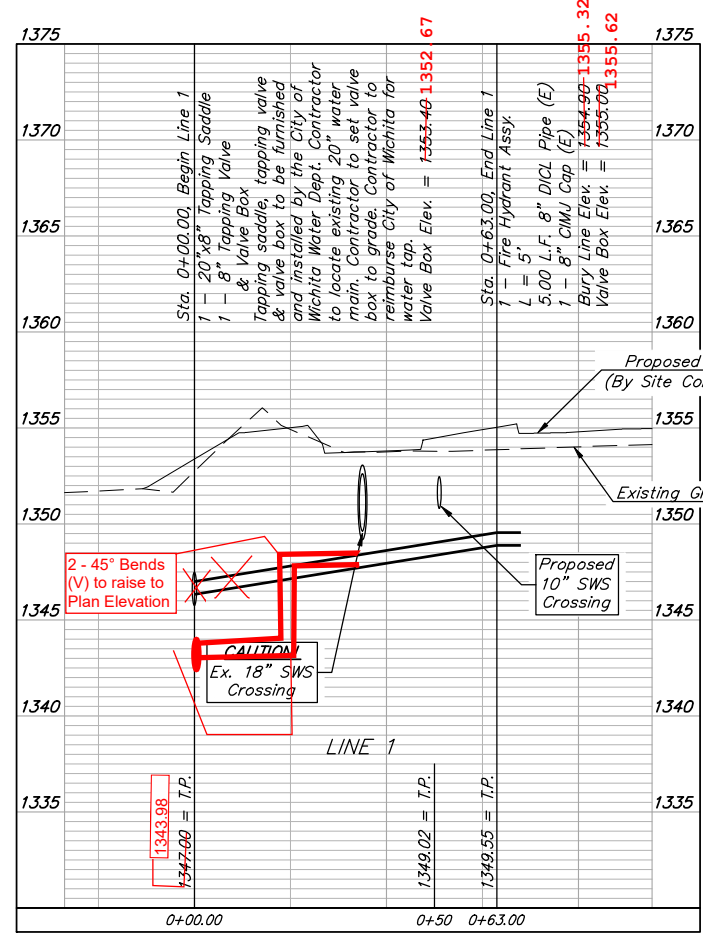 1375
1375
1370
1370
1365
1365
1360
1360
1355
1355
1350
1350
1345
1345
1340
1340
1335
1335
Sta. 0+00.00, Begin Line 1
1 - 20"x8" Tapping Saddle
1 - 8" Tapping Valve
& Valve Box
Tapping saddle, tapping valve
& valve box to be furnished
and installed by the City of
Wichita Water Dept. Contractor
to locate existing 20" water
main. Contractor to set valve
box to grade. Contractor to
reimburse City of Wichita for
water tap.
Valve Box Elev. = 1353.40 1352.67
Sta. 0+63.00, End Line 1
1 - Fire Hydrant Assy.
L = 5'
5.00 L.F. 8" DICL Pipe (E)
1 - 8" CIMJ Cap (E)
Bury Line Elev. = 1354.90 1355.32
Valve Box Elev. = 1355.00 1355.62
Proposed
(By Site Co
Existing G
2 - 45° Bends
(V) to raise to
Plan Elevation
Proposed
10" SWS
Crossing
CAUTION!
Ex. 18" SWS
Crossing
LINE 1
1343.98
1347.00 = T.P.
1349.02 = T.P.
1349.55 = T.P.
0+00.00
0+50
0+63.00